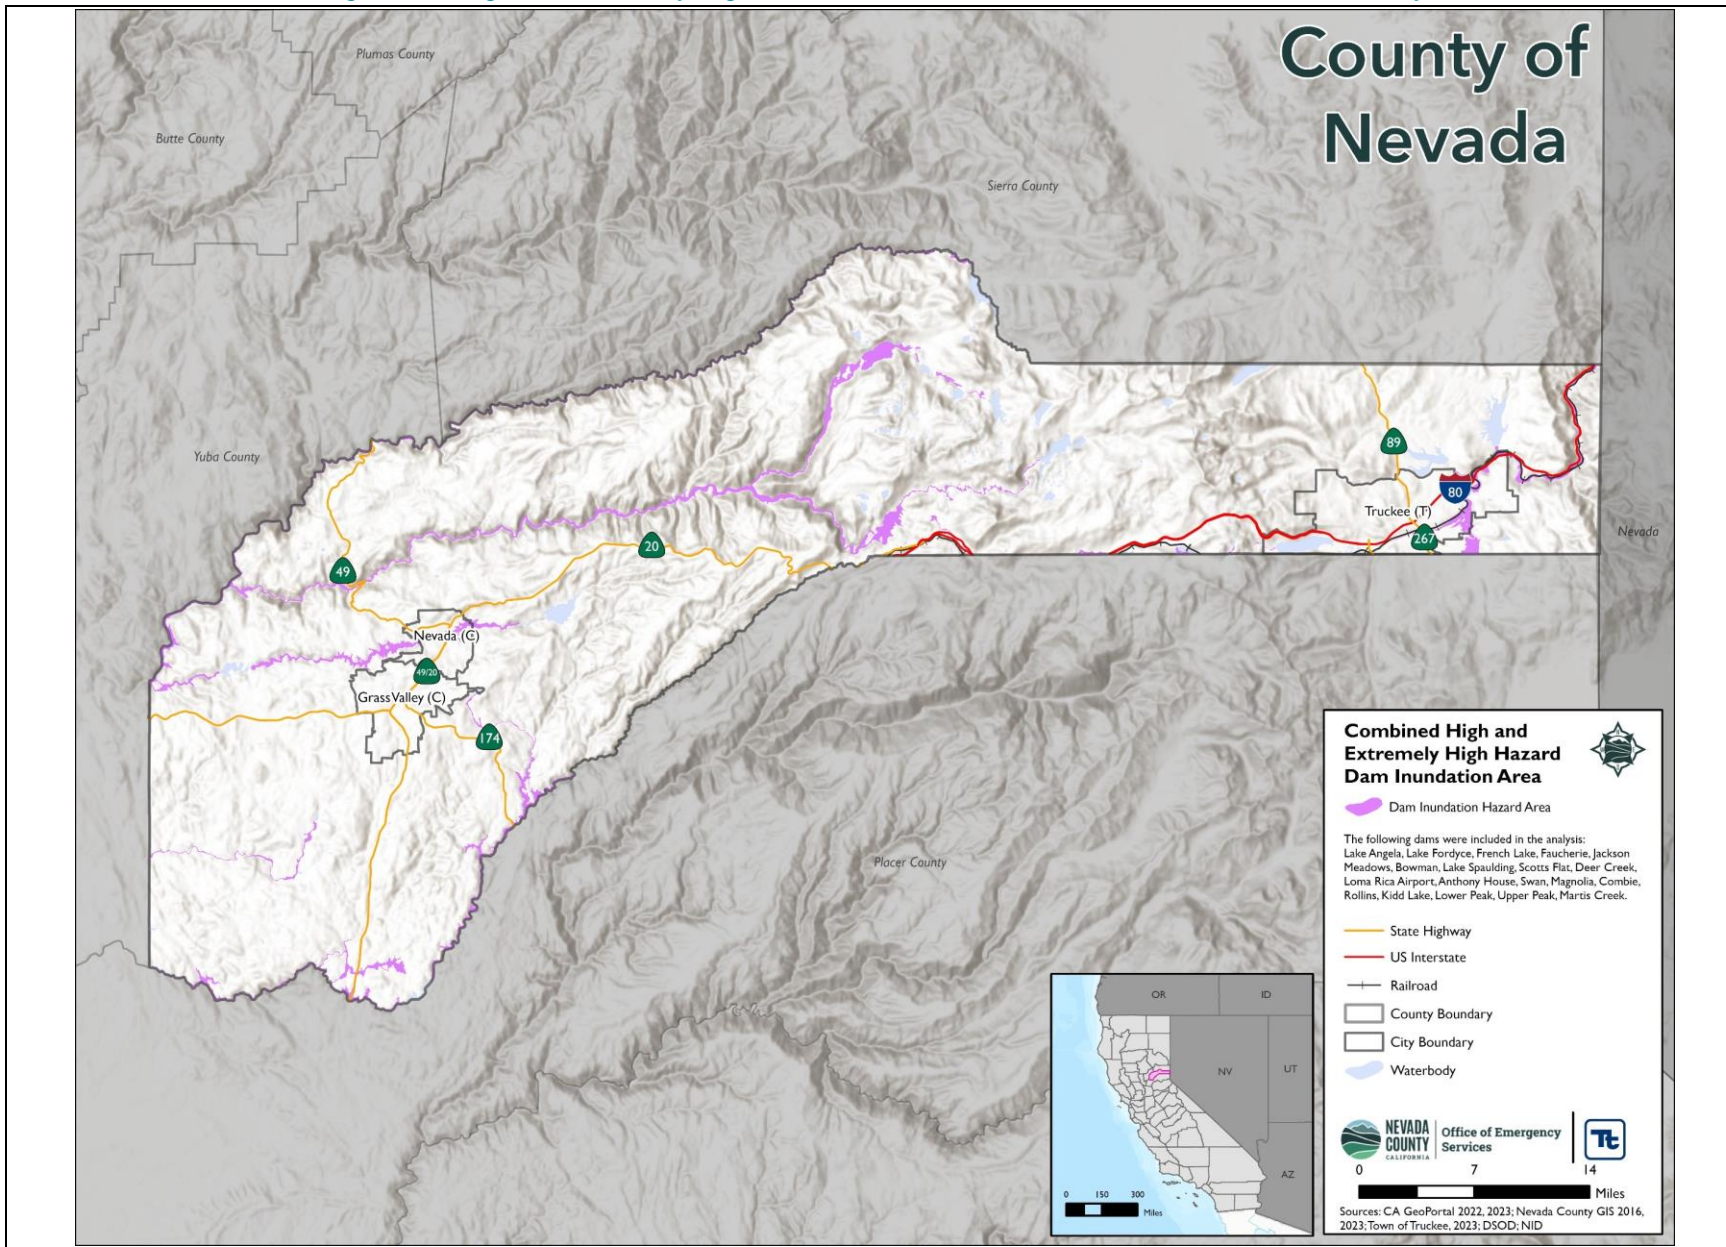 County of
Nevada
Plumas County
Butte County
Sierra County
Yuba County
89
80
Truckee (T)
267
Nevada
20
49
Nevada (C)
49/20
Grass Valley (C)
174
Placer County
Combined High and
Extremely High Hazard
Dam Inundation Area
Dam Inundation Hazard Area
The following dams were included in the analysis:
Lake Angela, Lake Fordyce, French Lake, Faucherie, Jackson
Meadows, Bowman, Lake Spaulding, Scotts Flat, Deer Creek,
Loma Rica Airport, Anthony House, Swan, Magnolia, Combie,
Rollins, Kidd Lake, Lower Peak, Upper Peak, Martis Creek.
State Highway
US Interstate
Railroad
County Boundary
City Boundary
Waterbody
NEVADA
COUNTY
CALIFORNIA
Office of Emergency
Services
Tt
0 7 14
Miles
Sources: CA GeoPortal 2022, 2023; Nevada County GIS 2016,
2023; Town of Truckee, 2023; DSOD; NID
OR ID
NV UT
AZ
0 150 300
Miles